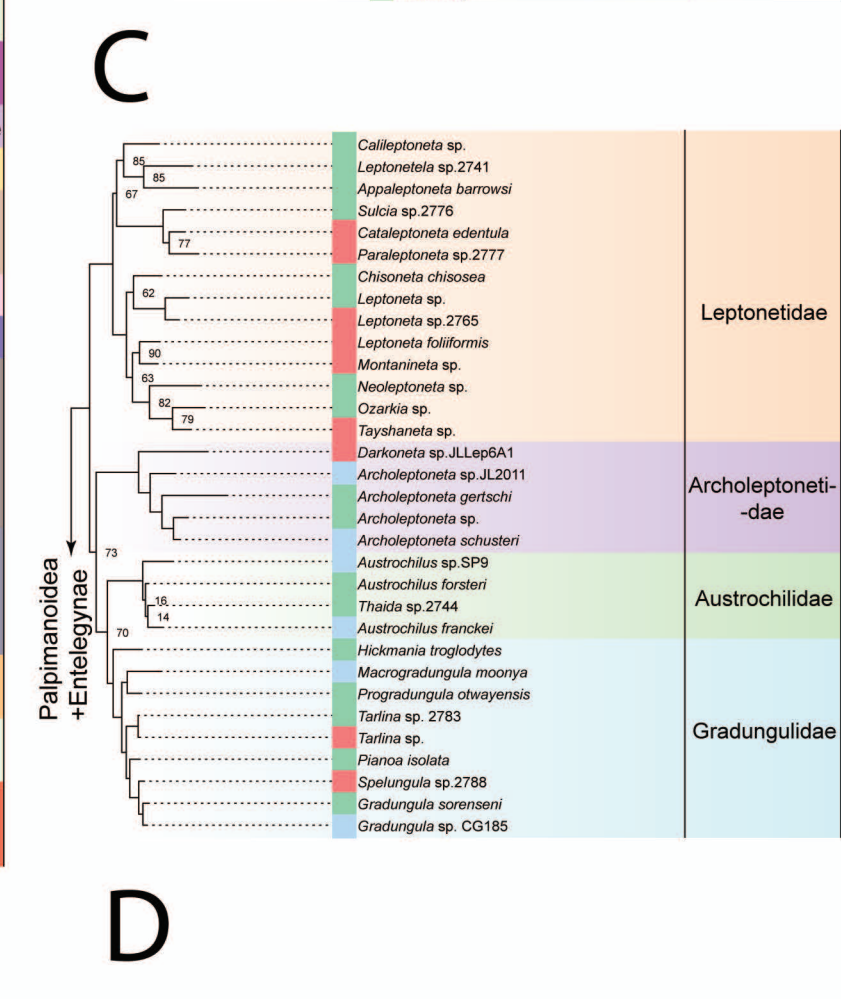 C
Calileptoneta sp.
85
Leptonetela sp.2741
85
Appaleptoneta barrowsi
67
Sulcia sp.2776
Cataleptoneta edentula
77
Paraleptoneta sp.2777
Chisoneta chisosea
62
Leptoneta sp.
Leptonetidae
Leptoneta sp.2765
Leptoneta foliiformis
90
Montanineta sp.
63
Neoleptoneta sp.
82
Ozarkia sp.
79
Tayshaneta sp.
Darkoneta sp.JLLep6A1
Archoleptoneta sp.JL2011
Archoleptoneti-
-dae
Archoleptoneta gertschi
Archoleptoneta sp.
Archoleptoneta schusteri
73
Austrochilus sp.SP9
Austrochilus forsteri
16
Thaida sp.2744
Austrochilidae
14
Austrochilus franckei
70
Palpimanoidea
+Entelegynae
Hickmania troglodytes
Macrogradungula moonya
Progradungula otwayensis
Tarlina sp. 2783
Gradungulidae
Tarlina sp.
Pianoa isolata
Spelungula sp.2788
Gradungula sorenseni
Gradungula sp. CG185
D